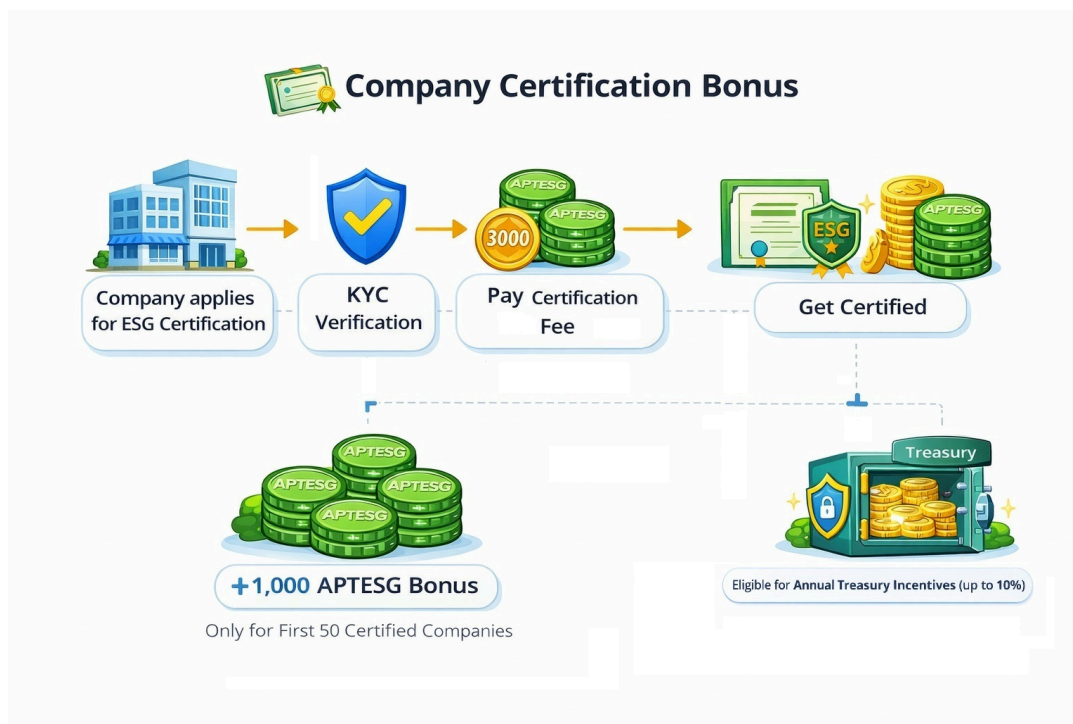 Company Certification Bonus
APTESG
APTESG
3000
ESG
APTESG
Company applies
for ESG Certification
KYC
Verification
Pay Certification
Fee
Get Certified
APTESG
APTESG
APTESG
APTESG
Treasury
+1,000 APTESG Bonus
Only for First 50 Certified Companies
Eligible for Annual Treasury Incentives (up to 10%)